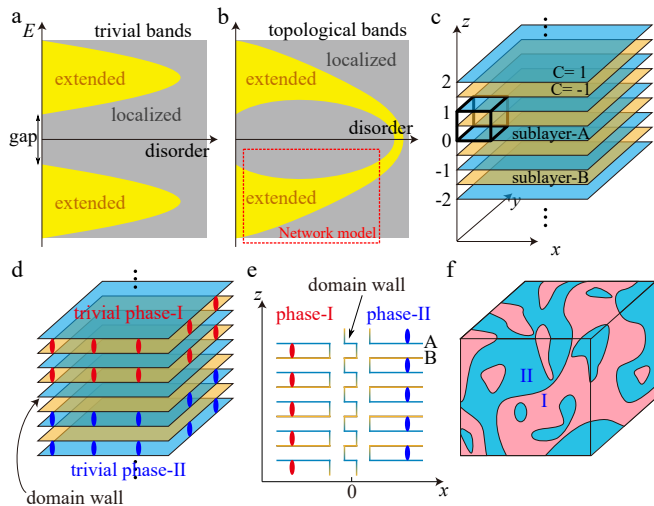 a
E
trivial bands
extended
localized
gap
disorder
extended
b
topological bands
localized
extended
disorder
extended
Network model
c
z
2
C= 1
C= -1
1
0
sublayer-A
-1
sublayer-B
-2
y
x
d
trivial phase-I
trivial phase-II
domain wall
e
domain wall
z
phase-I
phase-II
A
B
0
x
f
II
I